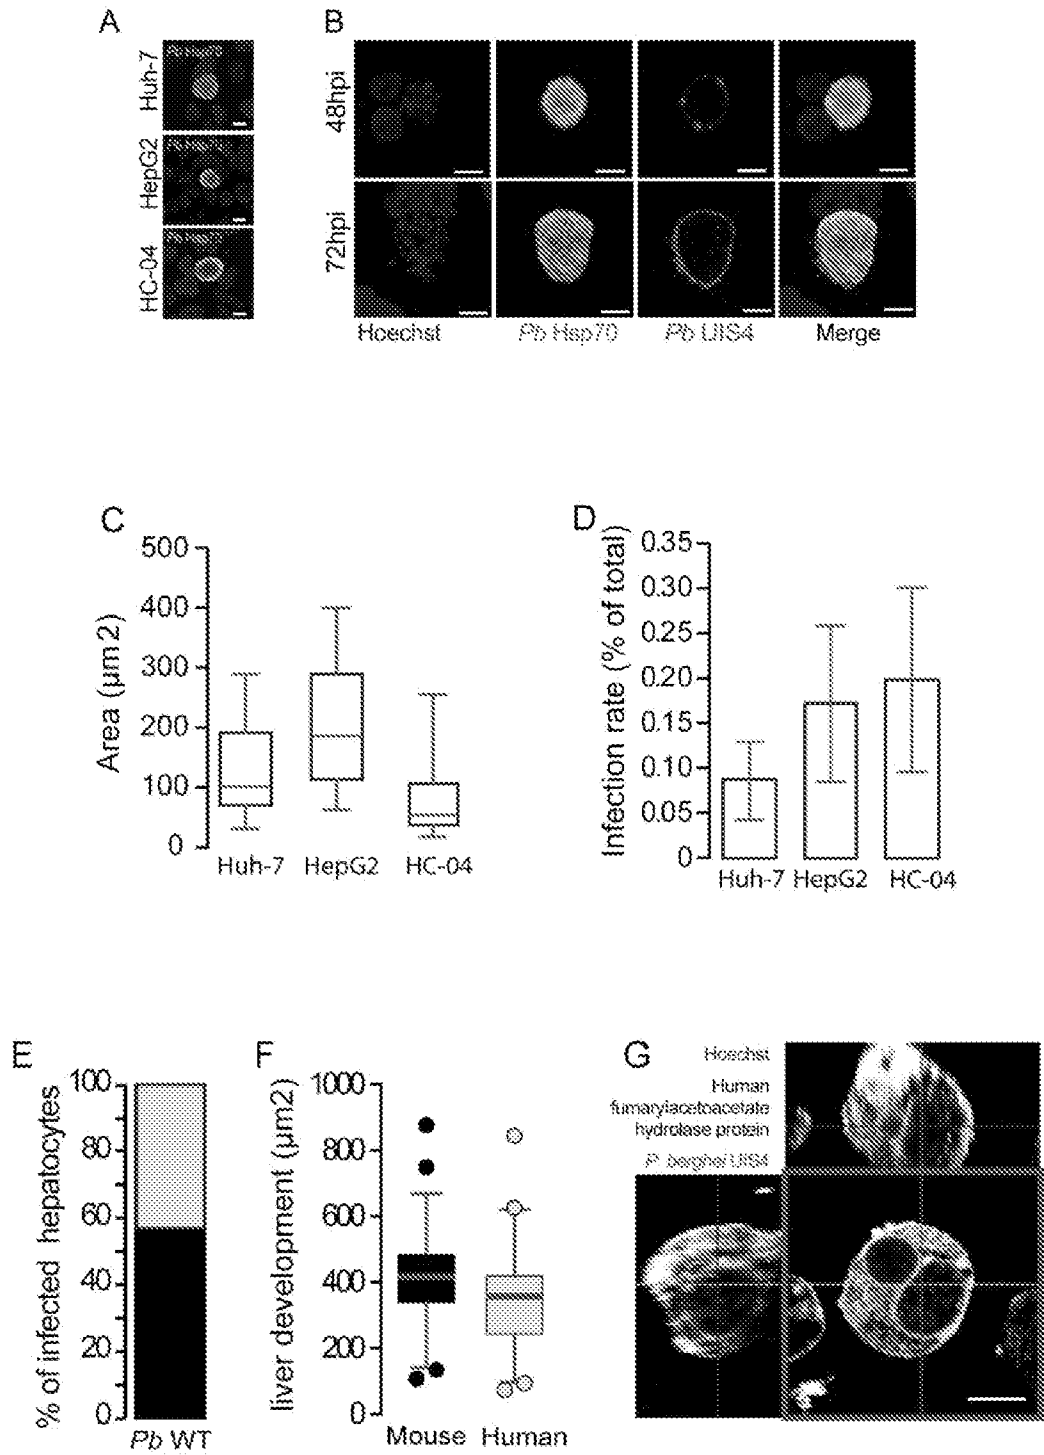 A
B
Huh-7
HepG2
HC-04
48hpi
72hpi
Hoechst
Pb Hsp70
Pb UIS4
Merge
C
Area (µm2)
500
400
300
200
100
0
Huh-7 HepG2 HC-04
D
Infection rate (% of total)
0.35
0.30
0.25
0.20
0.15
0.10
0.05
0
Huh-7 HepG2 HC-04
E
% of infected hepatocytes
100
80
60
40
20
0
Pb WT
F
liver development (µm2)
1000
800
600
400
200
0
Mouse Human
G
Hoechst
Human
fumarylacetoacetate
hydrolase protein
P. berghei UIS4